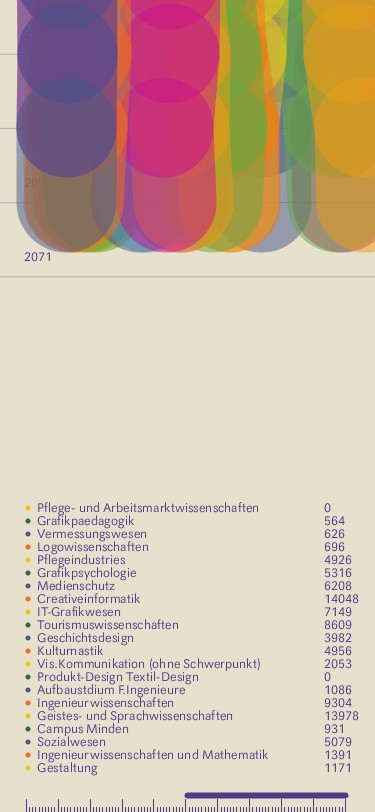 2071
Pflege- und Arbeitsmarktwissenschaften 0
Grafikpaedagogik 564
Vermessungswesen 626
Logowissenschaften 696
Pflegeindustries 4926
Grafikpsychologie 5316
Medienschutz 6208
Creativeinformatik 14048
IT-Grafikwesen 7149
Tourismuswissenschaften 8609
Geschichtsdesign 3982
Kulturnastik 4956
Vis.Kommunikation (ohne Schwerpunkt) 2053
Produkt-Design Textil-Design 0
Aufbaustdium F.Ingenieure 1086
Ingenieurwissenschaften 9304
Geistes- und Sprachwissenschaften 13978
Campus Minden 931
Sozialwesen 5079
Ingenieurwissenschaften und Mathematik 1391
Gestaltung 1171